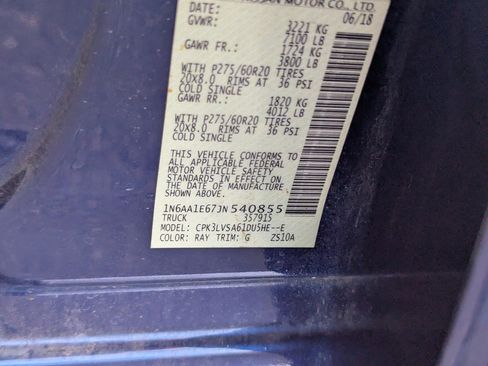 NISSAN MOTOR CO., LTD.
DATE: 06/18
GVWR: 3221 KG
7100 LB
GAWR FR.: 1724 KG
3800 LB
WITH P275/60R20 TIRES
20X8.0 RIMS AT 36 PSI
COLD SINGLE
GAWR RR.: 1820 KG
4012 LB
WITH P275/60R20 TIRES
20X8.0 RIMS AT 36 PSI
COLD SINGLE
THIS VEHICLE CONFORMS TO
ALL APPLICABLE FEDERAL
MOTOR VEHICLE SAFETY
STANDARDS IN EFFECT ON
THE DATE OF MANUFACTURE
SHOWN ABOVE.
1N6AA1E67JN540855
TRUCK 357915
MODEL: CPK3LVSA61DU5HE--E
COLOR: RAY TRIM: G 2S10A